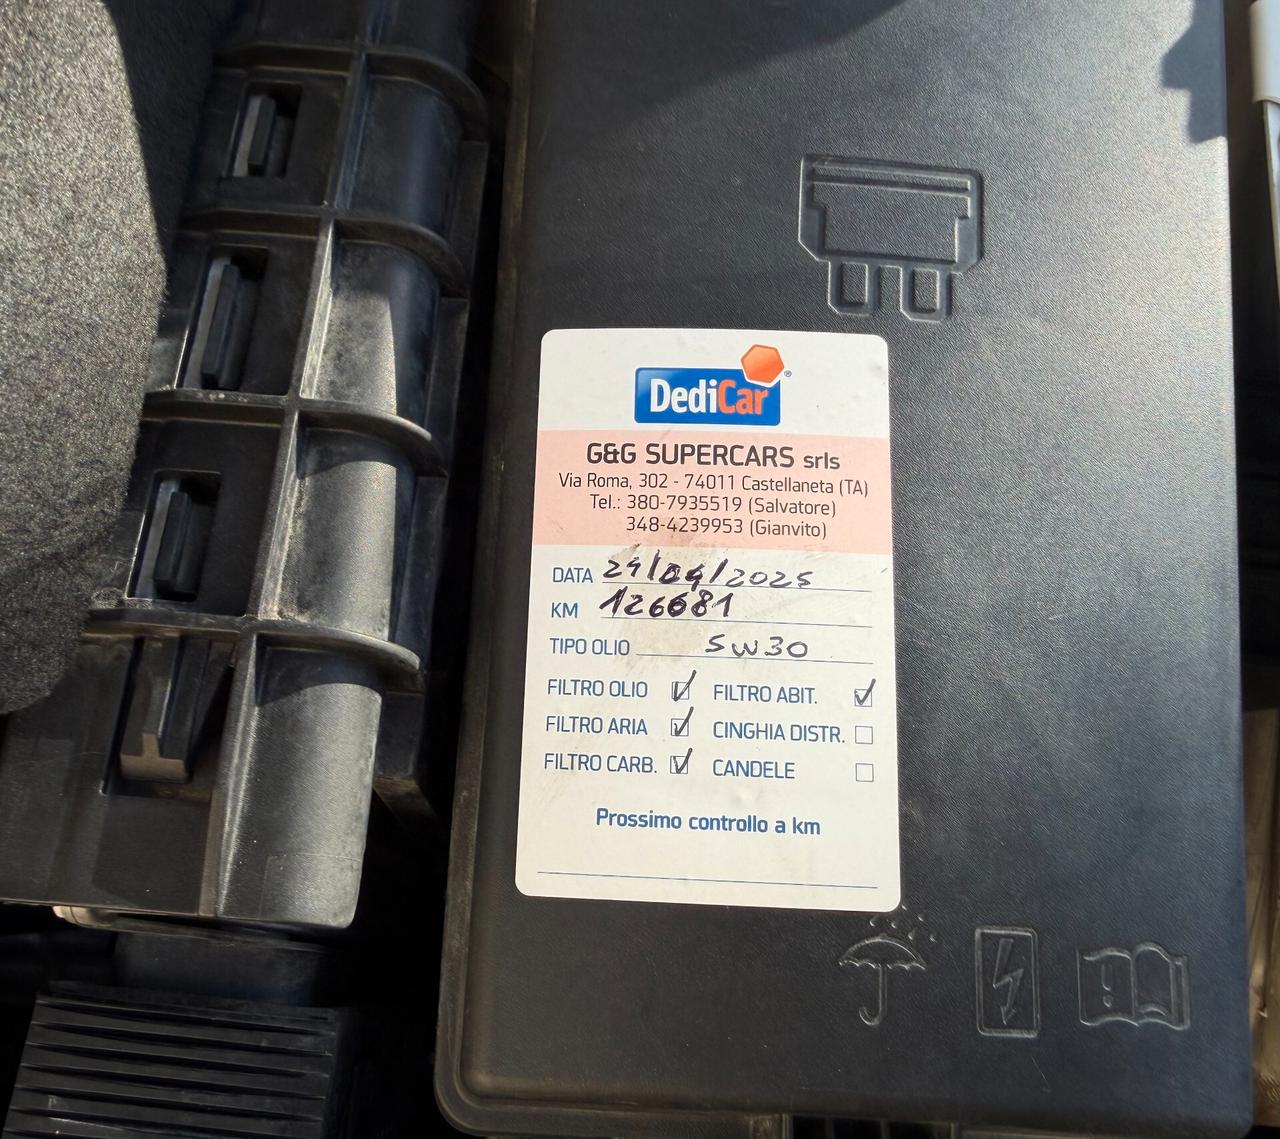 DediCar®
G&G SUPERCARS srls
Via Roma, 302 - 74011 Castellaneta (TA)
Tel.: 380-7935519 (Salvatore)
348-4239953 (Gianvito)
DATA 24/04/2025
KM 126681
TIPO OLIO 5W30
FILTRO OLIO FILTRO ABIT.
FILTRO ARIA CINGHIA DISTR.
FILTRO CARB. CANDELE
Prossimo controllo a km